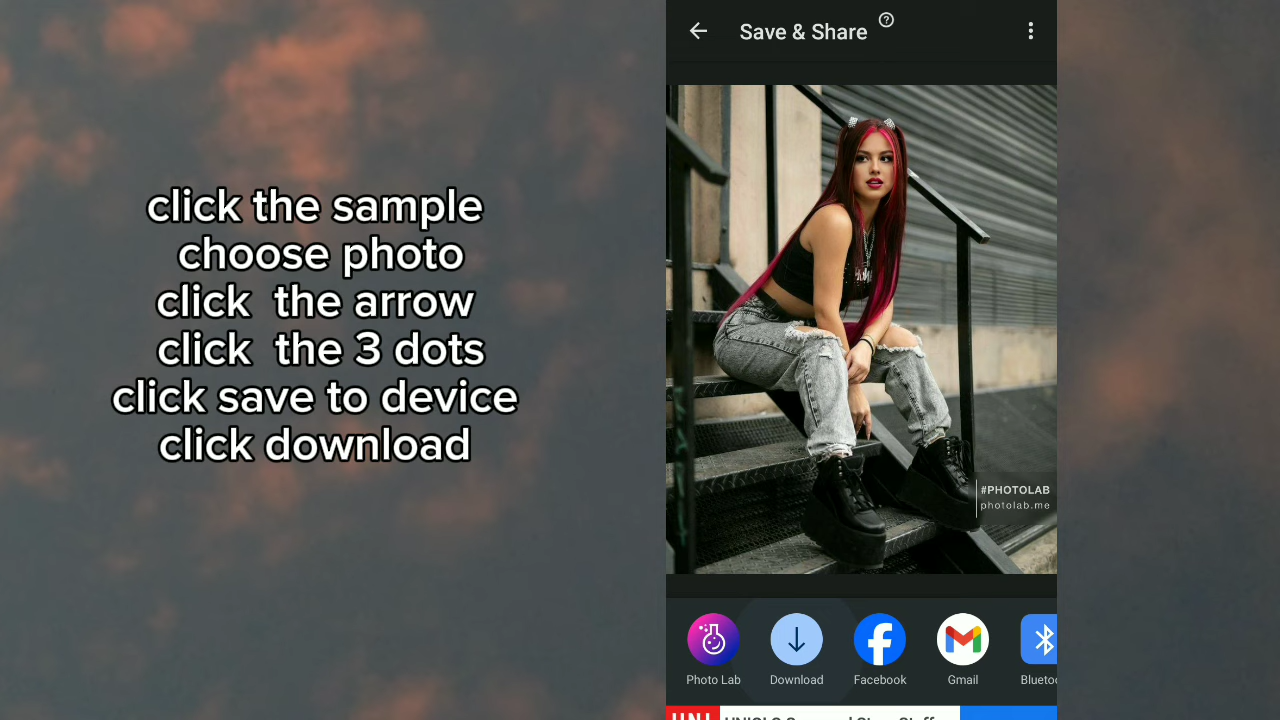 click the sample
choose photo
click the arrow
click the 3 dots
click save to device
click download
Save & Share
#PHOTOLAB
photolab.me
Photo Lab
Download
Facebook
Gmail